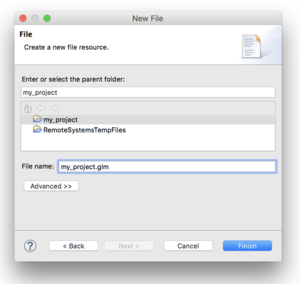 New File
File
Create a new file resource.
Enter or select the parent folder:
my_project
my_project
RemoteSystemsTempFiles
File name:
my_project.gim
Advanced >>
?
< Back
Next >
Cancel
Finish